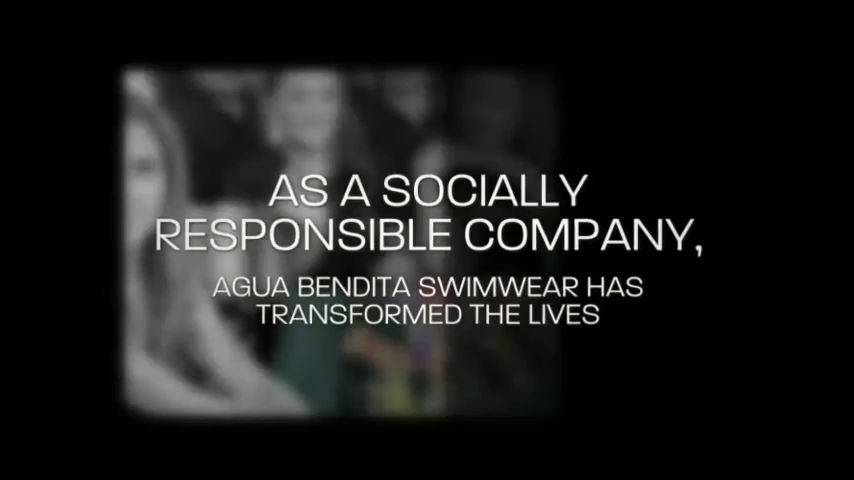 AS A SOCIALLY
RESPONSIBLE COMPANY,
AGUA BENDITA SWIMWEAR HAS
TRANSFORMED THE LIVES